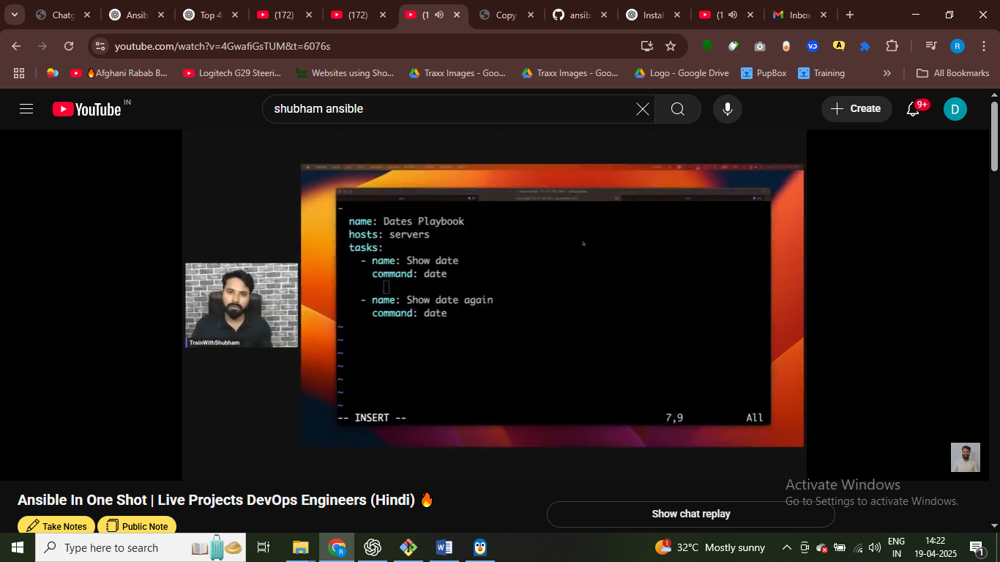 Chatg
Ansib
Top 4
(172)
(172)
(1
Copy
ansib
Instal
(1
Inbox
youtube.com/watch?v=4GwafiGsTUM&t=6076s
🔥Afghani Rabab B...
Logitech G29 Steeri...
Websites using Sho...
Traxx Images - Goo...
Traxx Images - Goo...
Logo - Google Drive
PupBox
Training
»
All Bookmarks
YouTube IN
shubham ansible
Create
9+
D
-
name: Dates Playbook
hosts: servers
tasks:
- name: Show date
command: date
- name: Show date again
command: date
~
~
~
~
~
~
~
-- INSERT --
7,9
All
TrainWithShubham
Activate Windows
Go to Settings to activate Windows.
Ansible In One Shot | Live Projects DevOps Engineers (Hindi) 🔥
Take Notes
Public Note
Show chat replay
Type here to search
32°C Mostly sunny
ENG
IN
14:22
19-04-2025